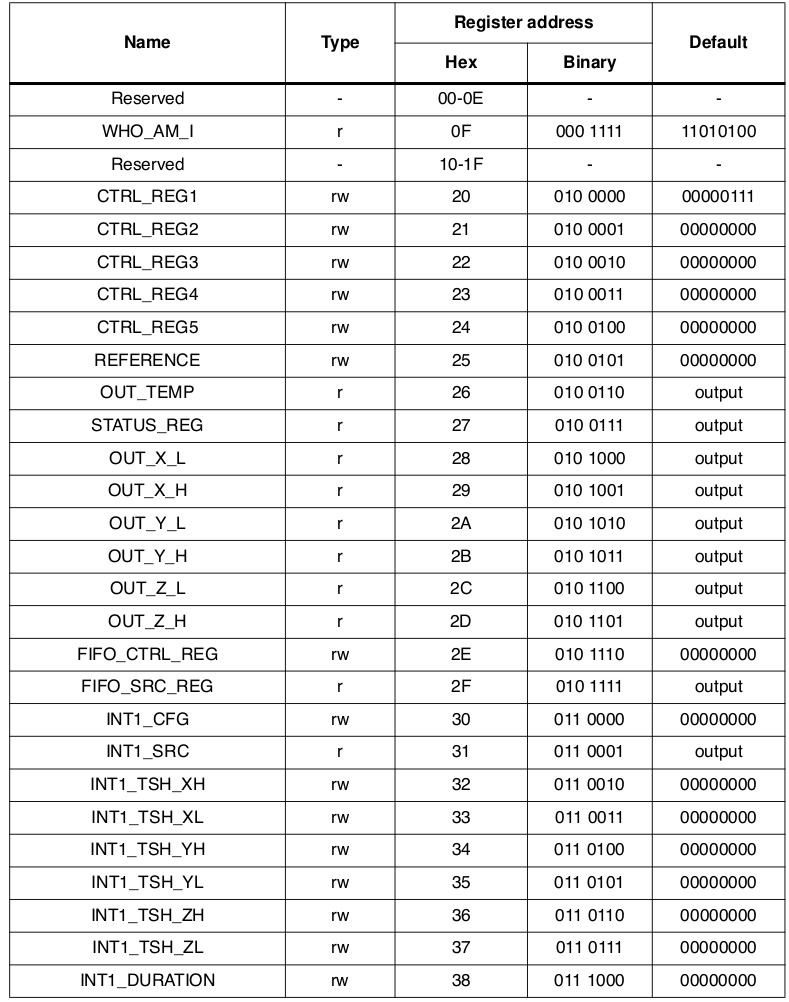 Name Type Register address Default
Hex Binary
Reserved - 00-0E - -
WHO_AM_I r 0F 000 1111 11010100
Reserved - 10-1F - -
CTRL_REG1 rw 20 010 0000 00000111
CTRL_REG2 rw 21 010 0001 00000000
CTRL_REG3 rw 22 010 0010 00000000
CTRL_REG4 rw 23 010 0011 00000000
CTRL_REG5 rw 24 010 0100 00000000
REFERENCE rw 25 010 0101 00000000
OUT_TEMP r 26 010 0110 output
STATUS_REG r 27 010 0111 output
OUT_X_L r 28 010 1000 output
OUT_X_H r 29 010 1001 output
OUT_Y_L r 2A 010 1010 output
OUT_Y_H r 2B 010 1011 output
OUT_Z_L r 2C 010 1100 output
OUT_Z_H r 2D 010 1101 output
FIFO_CTRL_REG rw 2E 010 1110 00000000
FIFO_SRC_REG r 2F 010 1111 output
INT1_CFG rw 30 011 0000 00000000
INT1_SRC r 31 011 0001 output
INT1_TSH_XH rw 32 011 0010 00000000
INT1_TSH_XL rw 33 011 0011 00000000
INT1_TSH_YH rw 34 011 0100 00000000
INT1_TSH_YL rw 35 011 0101 00000000
INT1_TSH_ZH rw 36 011 0110 00000000
INT1_TSH_ZL rw 37 011 0111 00000000
INT1_DURATION rw 38 011 1000 00000000